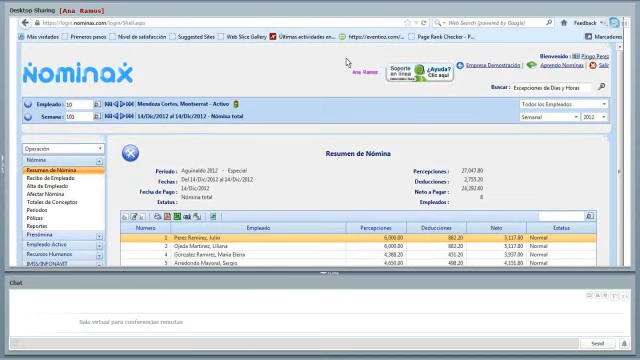 Desktop Sharing [Ana Ramos]
https://login.nominax.com/login/Shell.aspx
Web Search (powered by Bing)
Feedback
Más visitados
Primeros pasos
Nivel de satisfacción
Suggested Sites
Web Slice Gallery
Últimas actividades en...
https://eventioz.com....
Page Rank Checker - P...
Marcadores
Bienvenido: Pingo Perez
nominax
Ana Ramos
Soporte en línea
¿Ayuda? Clic aquí
Empresa Demostración
Aprendo Nominax
Salir
Buscar: Excepciones de Días y Horas
Empleado: 10
Mendoza Cortes, Montserrat - Activo
Todos los Empleados
Semana: 101
14/Dic/2012 al 14/Dic/2012 - Nómina total
Semanal
2012
Operación
Nómina
Resumen de Nómina
Recibo de Empleado
Alta de Empleado
Afectar Nómina
Totales de Conceptos
Periodos
Pólizas
Reportes
Prenómina
Empleado Active
Recursos Humanos
IMSS/INFONAVIT
Resumen de Nómina
Periodo: Aguinaldo 2012 - Especial
Percepciones: 27,047.80
Fechas: Del 14/Dic/2012 al 14/Dic/2012
Deducciones: 2,755.20
Fecha de Pago: 14/Dic/2012
Neto a Pagar: 24,292.60
Estatus: Nómina total
Empleados: 8
Número Empleado Percepciones Deducciones Neto Estatus
1 Perez Ramirez, Julio 6,000.00 882.20 5,117.80 Normal
2 Ojeda Martinez, Liliana 6,000.00 882.20 5,117.80 Normal
3 Gonzalez Ramirez, Maria Elena 4,388.20 451.20 3,937.00 Normal
5 Arredondo Mayoral, Sergio 4,650.00 498.20 4,151.80 Normal
Chat
Sala virtual para conferencias remotas
Send